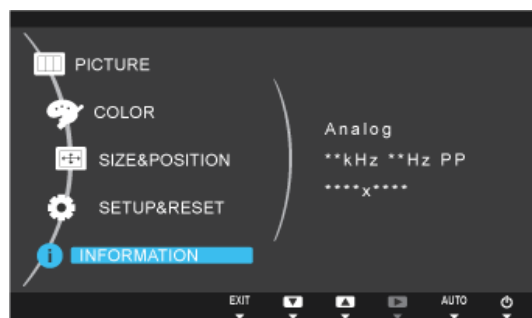 PICTURE
COLOR
SIZE&POSITION
SETUP&RESET
INFORMATION
Analog
**kHz **Hz PP
****x****
EXIT AUTO